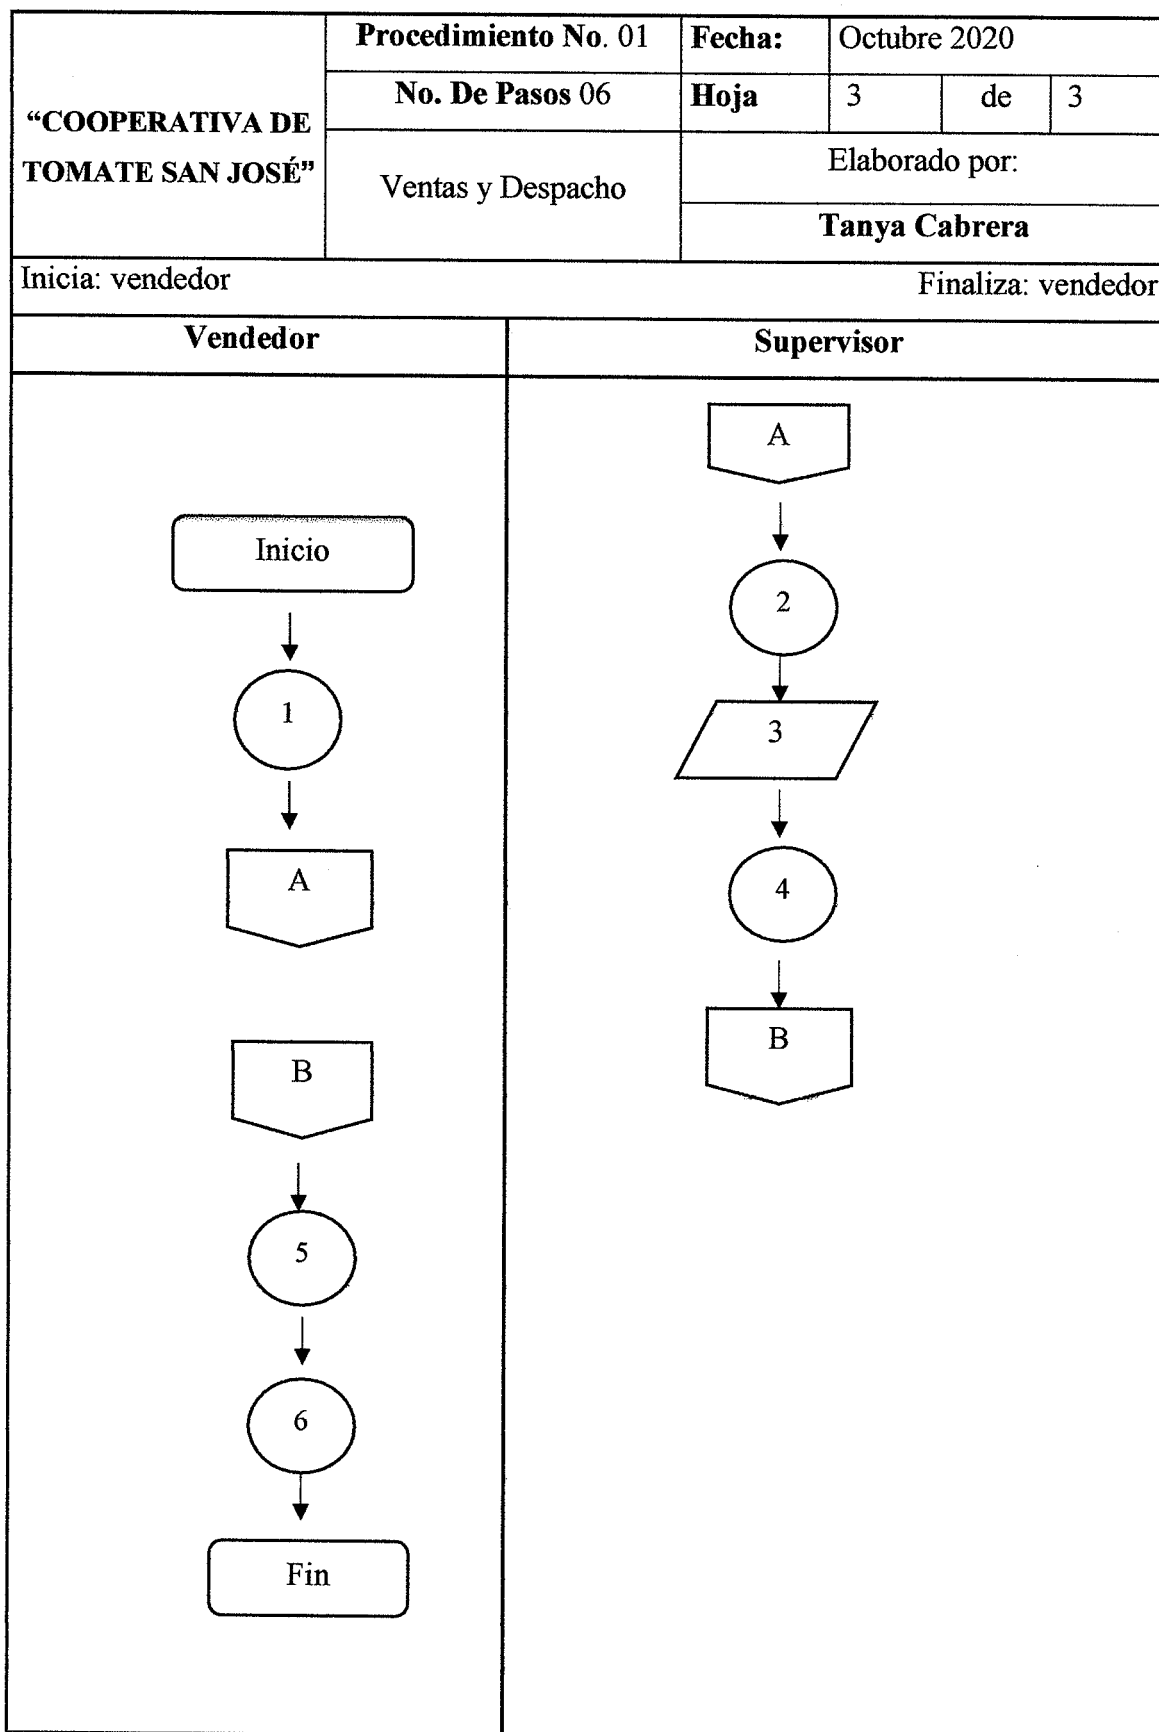 “COOPERATIVA DE
TOMATE SAN JOSÉ”
Procedimiento No. 01
Fecha:
Octubre 2020
No. De Pasos 06
Hoja
3
de
3
Ventas y Despacho
Elaborado por:
Tanya Cabrera
Inicia: vendedor
Finaliza: vendedor
Vendedor
Supervisor
Inicio
1
A
B
5
6
Fin
A
2
3
4
B